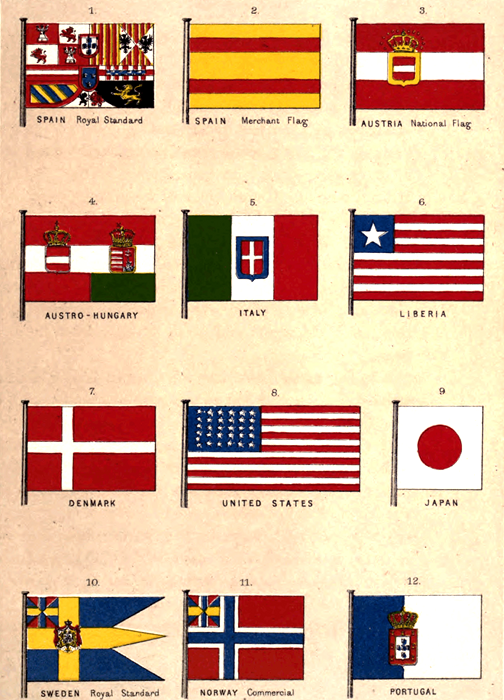 1.
2.
3.
SPAIN Royal Standard
SPAIN Merchant Flag
AUSTRIA National Flag
4.
5.
6.
AUSTRO-HUNGARY
ITALY
LIBERIA
7.
8.
9
DENMARK
UNITED STATES
JAPAN
10.
11.
12.
SWEDEN Royal Standard
NORWAY Commercial
PORTUGAL